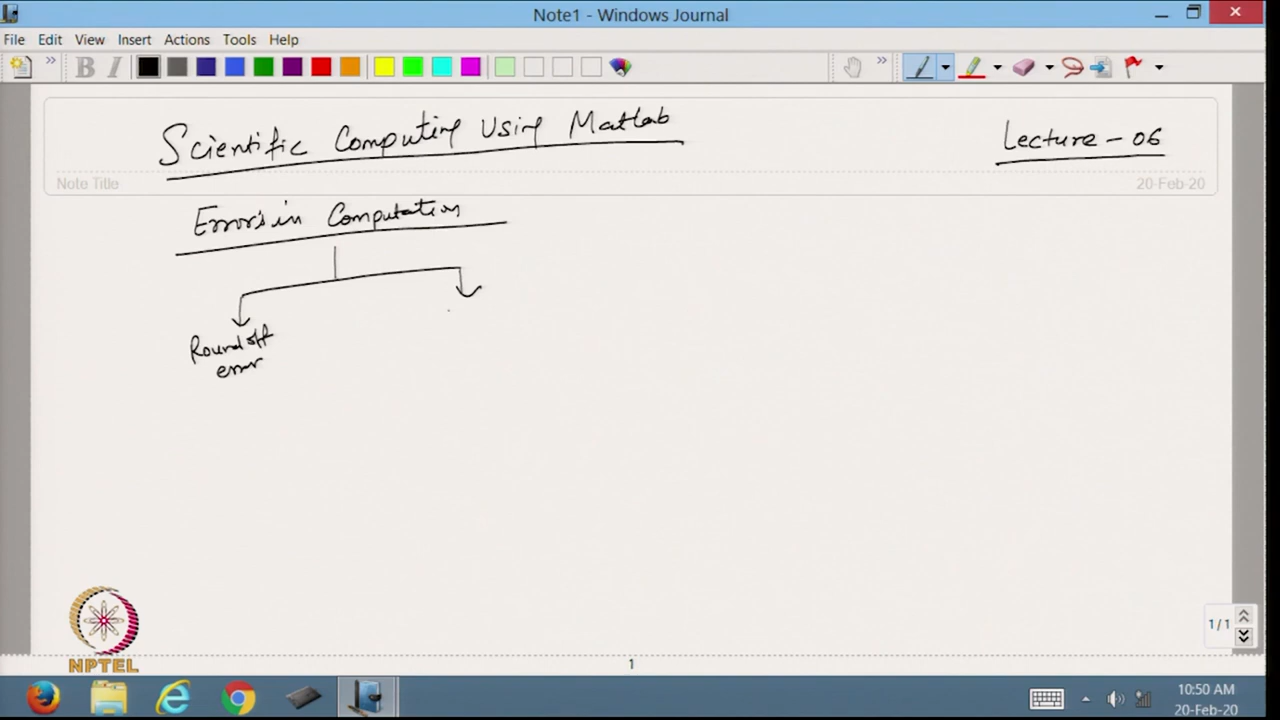 Note1 - Windows Journal
File Edit View Insert Actions Tools Help
Scientific Computing Using Matlab
Lecture - 06
Note Title
20-Feb-20
Errors in Computation
Round off
error
1/1
NPTEL
1
10:50 AM
20-Feb-20